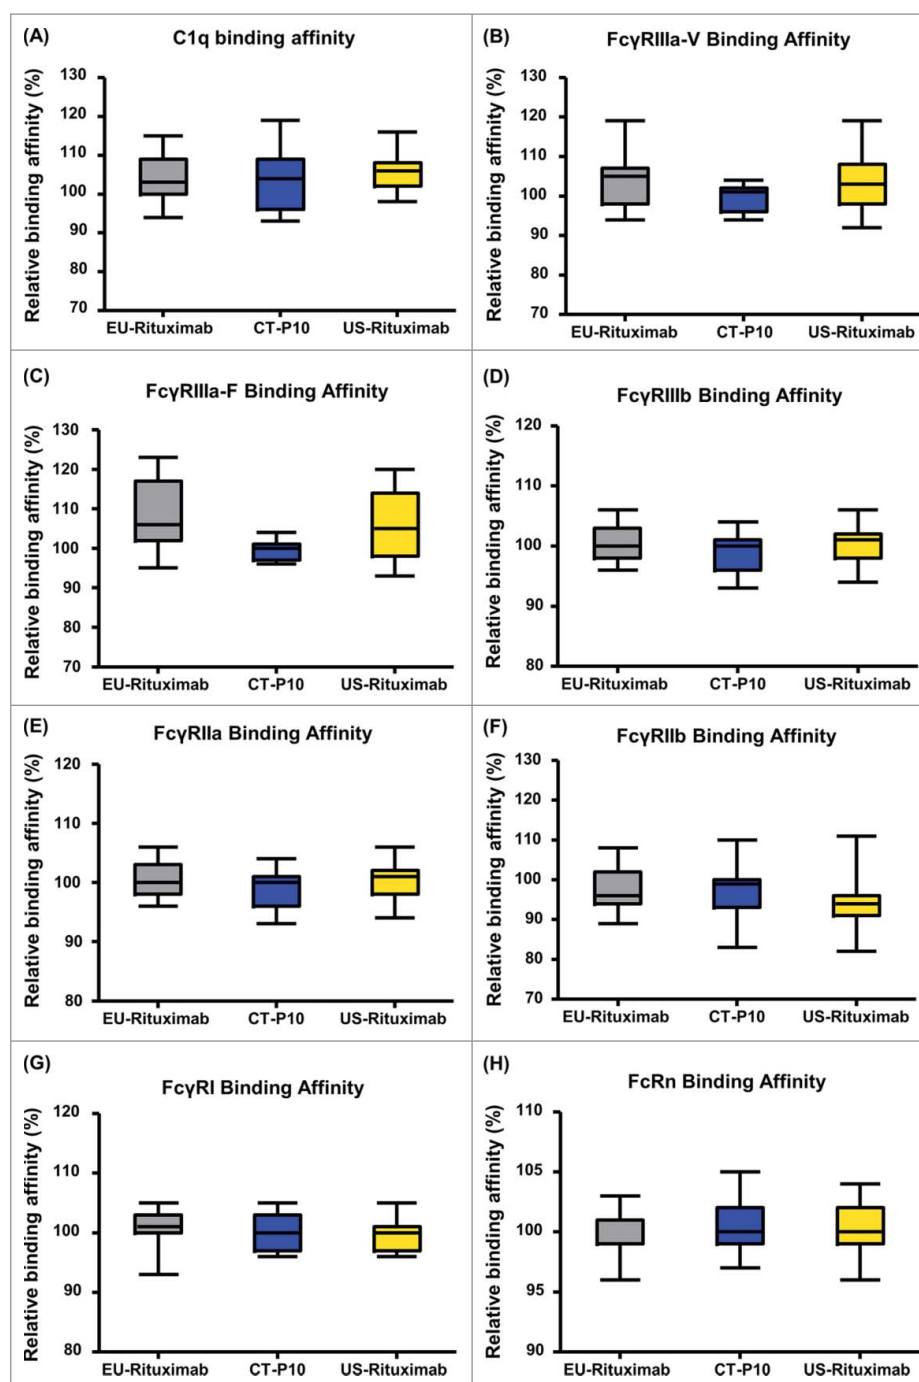 (A)
C1q binding affinity
Relative binding affinity (%)
130
120
110
100
90
80
70
EU-Rituximab CT-P10 US-Rituximab
(B)
FcγRIIIa-V Binding Affinity
Relative binding affinity (%)
130
120
110
100
90
80
70
EU-Rituximab CT-P10 US-Rituximab
(C)
FcγRIIIa-F Binding Affinity
Relative binding affinity (%)
130
120
110
100
90
80
70
EU-Rituximab CT-P10 US-Rituximab
(D)
FcγRIIIb Binding Affinity
Relative binding affinity (%)
120
110
100
90
80
EU-Rituximab CT-P10 US-Rituximab
(E)
FcγRIIa Binding Affinity
Relative binding affinity (%)
120
110
100
90
80
EU-Rituximab CT-P10 US-Rituximab
(F)
FcγRIIb Binding Affinity
Relative binding affinity (%)
130
120
110
100
90
80
70
EU-Rituximab CT-P10 US-Rituximab
(G)
FcγRI Binding Affinity
Relative binding affinity (%)
120
110
100
90
80
EU-Rituximab CT-P10 US-Rituximab
(H)
FcRn Binding Affinity
Relative binding affinity (%)
110
105
100
95
90
EU-Rituximab CT-P10 US-Rituximab